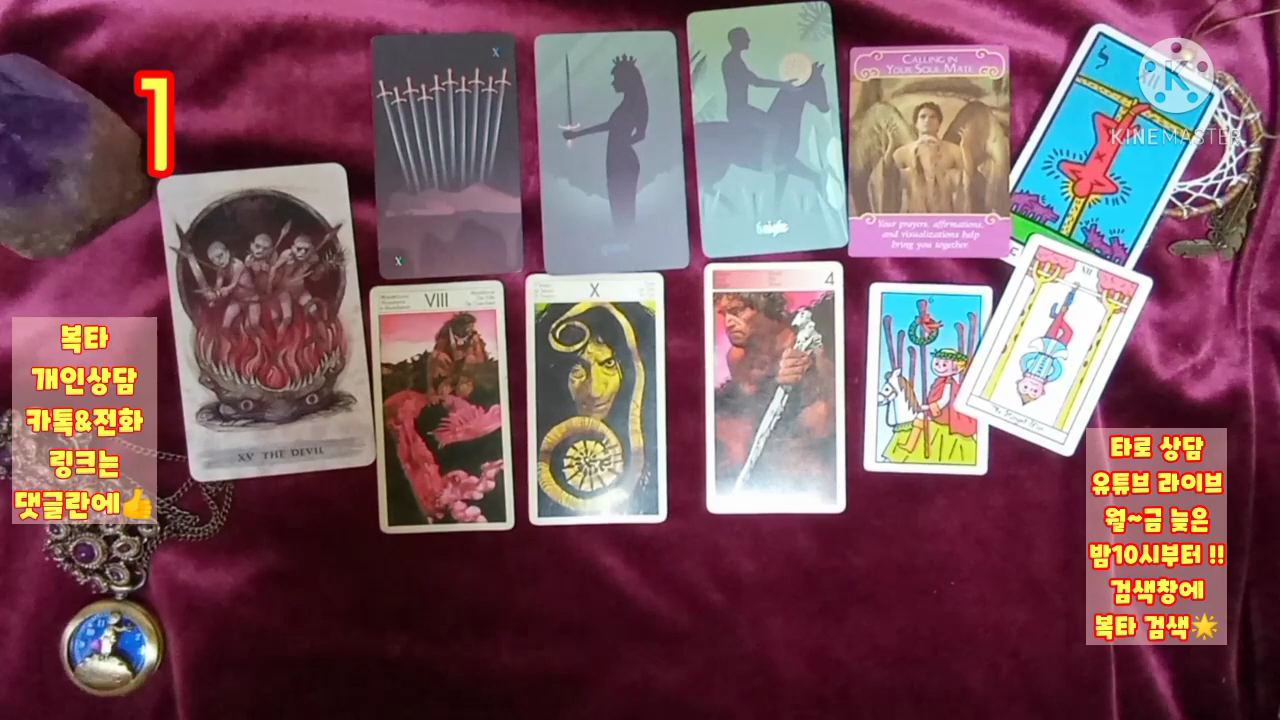 1
복타
개인상담
카톡&전화
링크는
댓글란에👍
XV THE DEVIL
X
X
Knight
CALLING IN
YOUR SOUL MATE
Your prayers, affirmations,
and visualizations help
bring you together
KINEMASTER
VIII
X
4
XII
타로 상담
유튜브 라이브
월~금 늦은
밤10시부터 !!
검색창에
복타 검색🌟